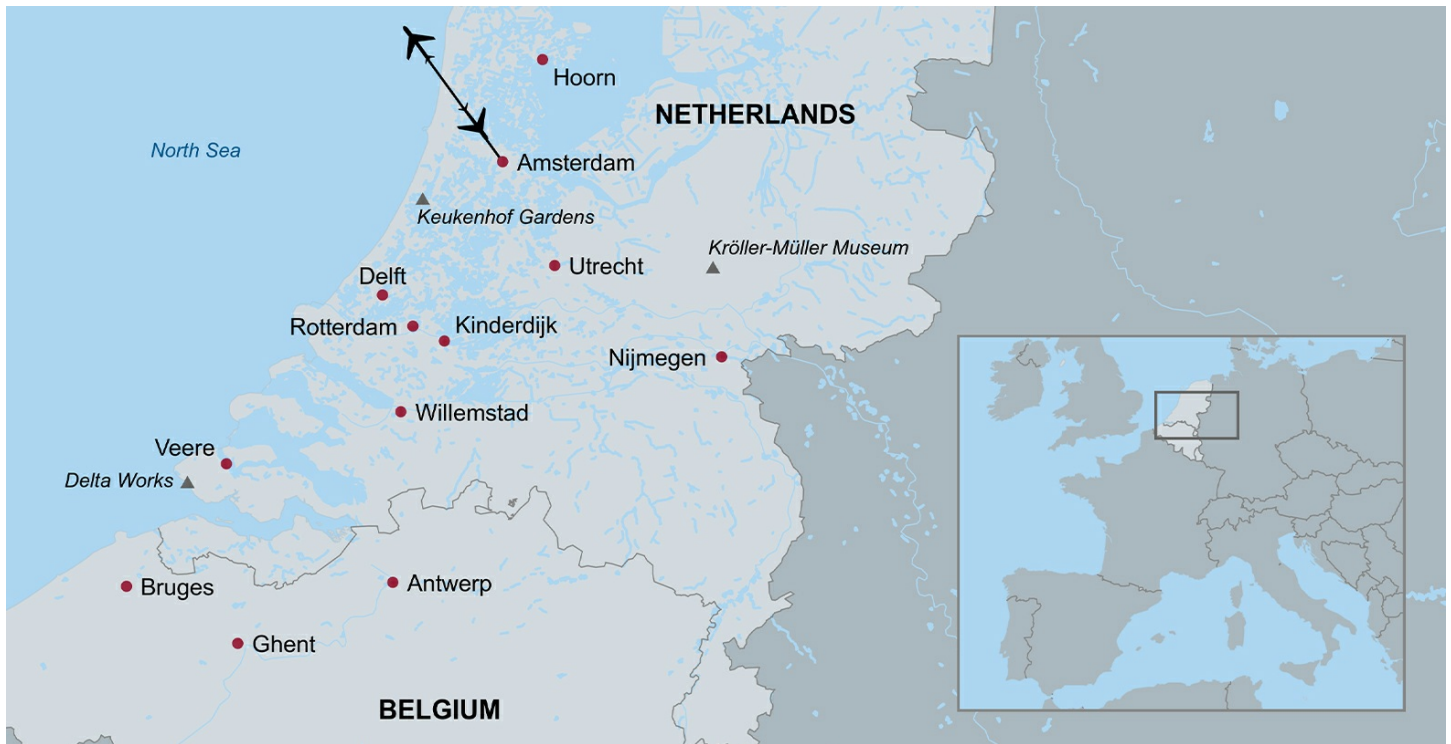 Hoorn
NETHERLANDS
North Sea
Amsterdam
Keukenhof Gardens
Kröller-Müller Museum
Utrecht
Delft
Rotterdam
Kinderdijk
Nijmegen
Willemstad
Veere
Delta Works
Bruges
Antwerp
Ghent
BELGIUM